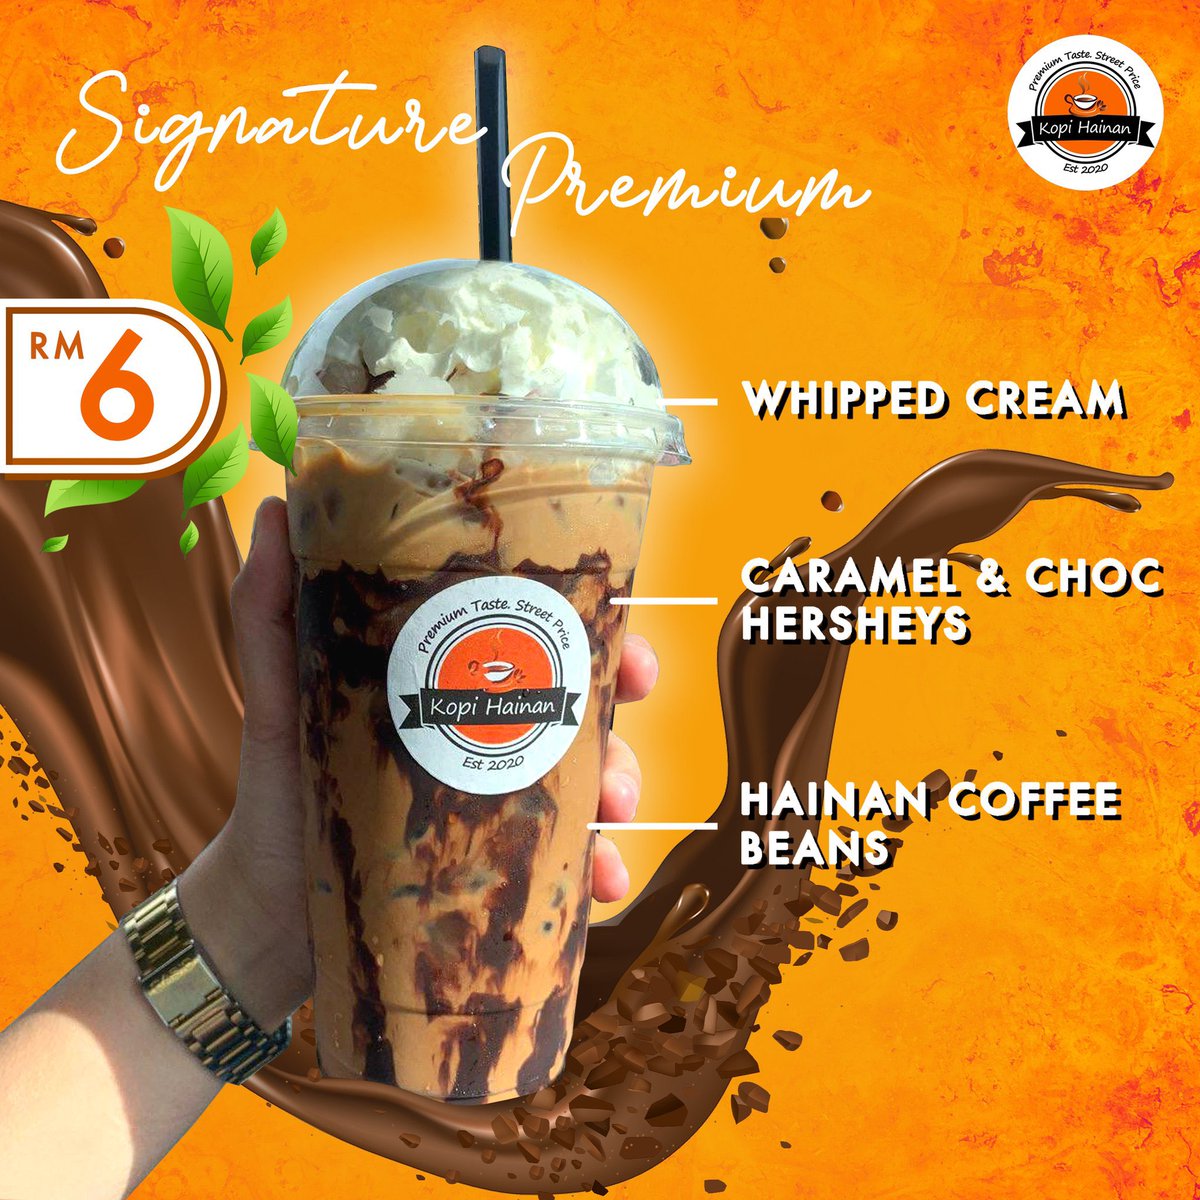 Signature
Premium
Premium Taste. Street Price
Kopi Hainan
Est 2020
RM 6
WHIPPED CREAM
CARAMEL & CHOC
HERSHEYS
Premium Taste. Street Price
Kopi Hainan
Est 2020
HAINAN COFFEE
BEANS